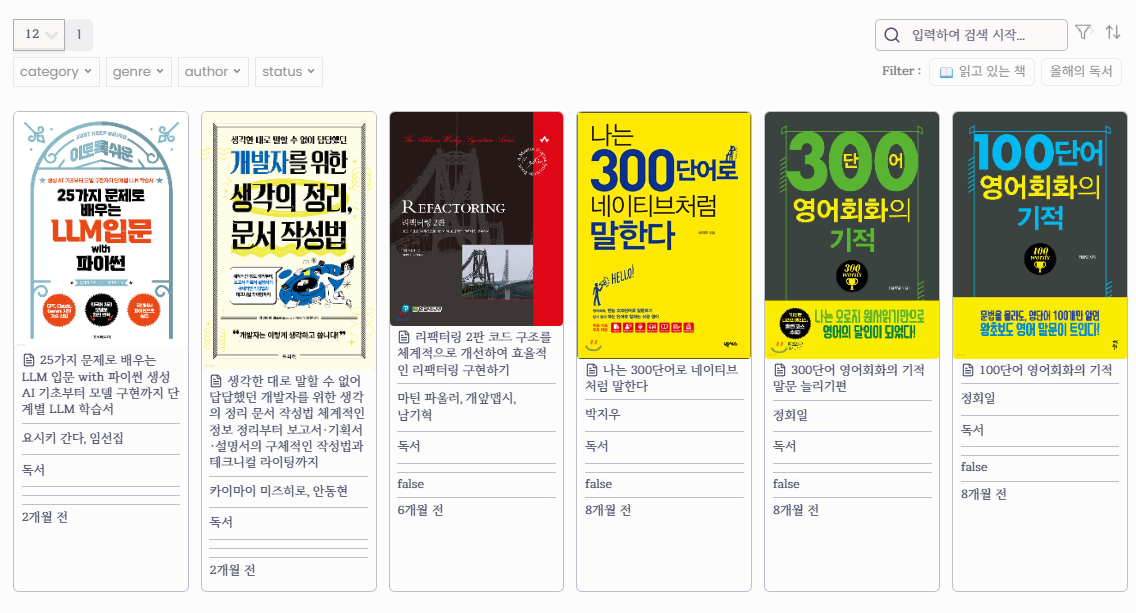 12
1
입력하여 검색 시작...
category
genre
author
status
Filter :
📖 읽고 있는 책
올해의 독서
JUST KEEP GOING
25가지 문제로
배우는
LLM입문
with
파이썬
25가지 문제로 배우는
LLM 입문 with 파이썬 생성
AI 기초부터 모델 구현까지 단
계별 LLM 학습서
요시키 간다, 임선집
독서
2개월 전
생각한 대로 말할 수 없어 답답했던
개발자를 위한
생각의 정리,
문서 작성법
❝개발자는 이렇게 생각하고 씁니다!❞
생각한 대로 말할 수 없어
답답했던 개발자를 위한 생각
의 정리 문서 작성법 체계적인
정보 정리부터 보고서·기획서
·설명서의 구체적인 작성법과
테크니컬 라이팅까지
카이마이 미즈히로, 안동현
독서
2개월 전
The Addison Wesley Signature Series
REFACTORING
리팩터링 2판
리팩터링 2판 코드 구조를
체계적으로 개선하여 효율적
인 리팩터링 구현하기
마틴 파울러, 개앞맵시,
남기혁
독서
false
6개월 전
나는
300단어로
네이티브처럼
말한다
HELLO!
나는 300단어로 네이티브
처럼 말한다
박지우
독서
false
8개월 전
300
단 어
영어회화의
기적
300
words
나는 오로지 원서읽기만으로
영어의 달인이 되었다!
300단어 영어회화의 기적
말문 늘리기편
정회일
독서
false
8개월 전
100단어
영어회화의
기적
100
words
문법을 몰라도, 영단어 100개만 알면
왕초보도 영어 말문이 트인다!
100단어 영어회화의 기적
정회일
독서
false
8개월 전